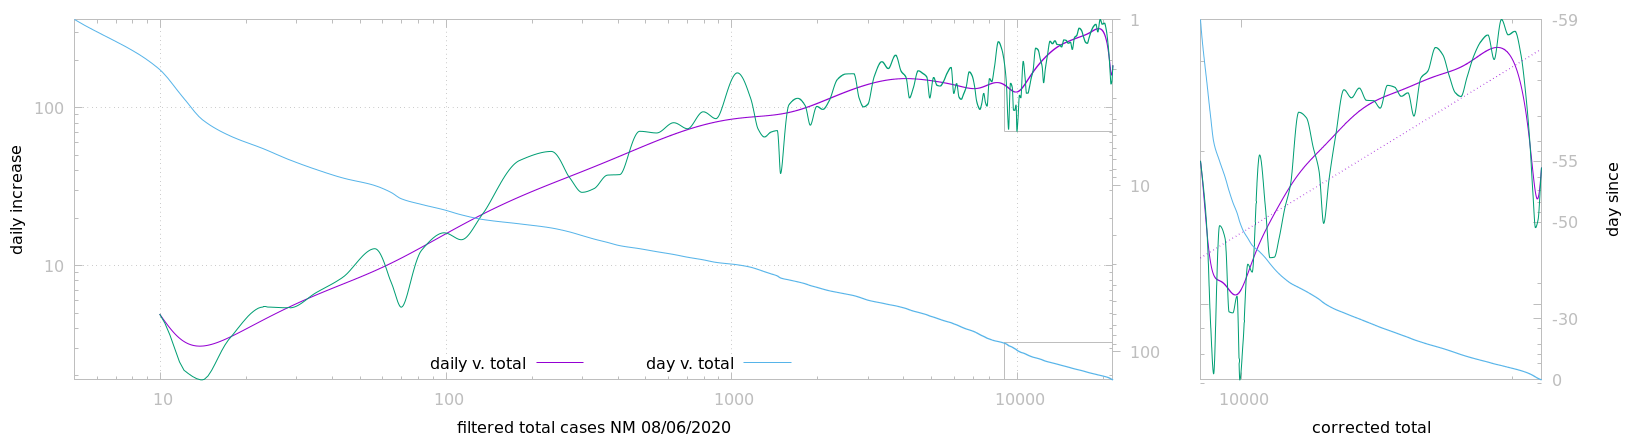 daily increase
100
10
1
10
100
daily v. total
day v. total
10
100
1000
10000
filtered total cases NM 08/06/2020
-59
-55
-50
-30
0
day since
10000
corrected total